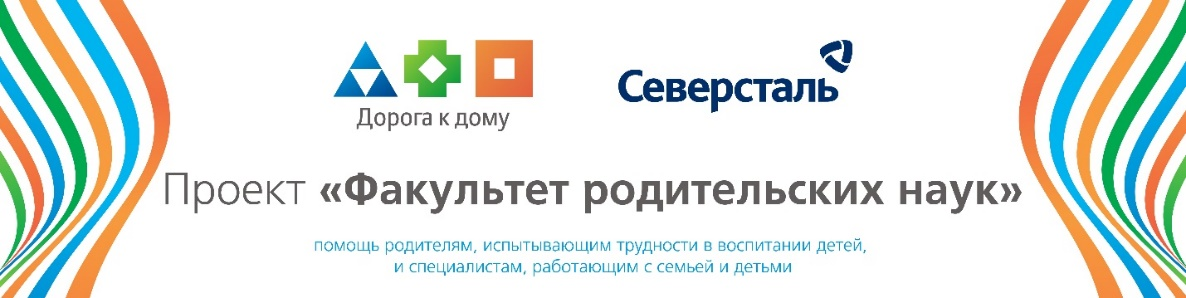 Дорога к дому
Северсталь
Проект «Факультет родительских наук»
помощь родителям, испытывающим трудности в воспитании детей,
и специалистам, работающим с семьей и детьми